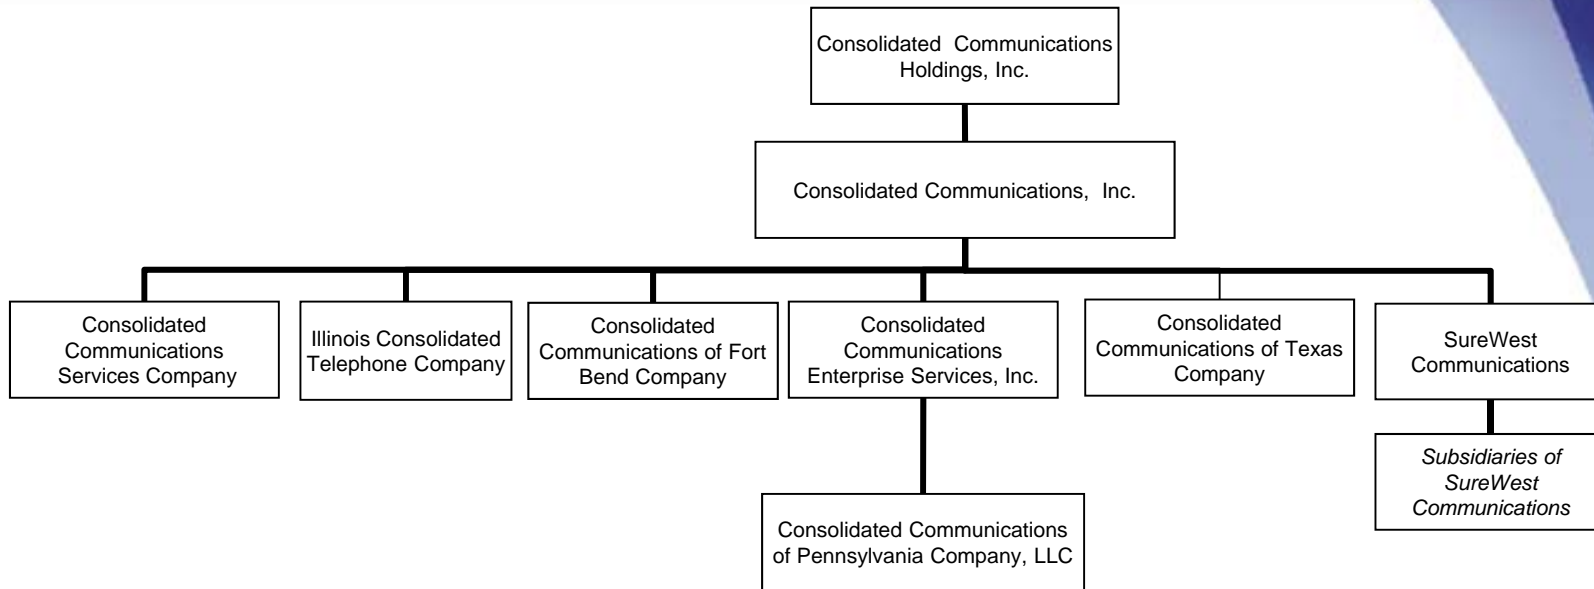 Consolidated Communications
Holdings, Inc.
Consolidated Communications, Inc.
Consolidated
Communications
Services Company
Illinois Consolidated
Telephone Company
Consolidated
Communications of Fort
Bend Company
Consolidated
Communications
Enterprise Services, Inc.
Consolidated
Communications of Texas
Company
SureWest
Communications
Subsidiaries of
SureWest
Communications
Consolidated Communications
of Pennsylvania Company, LLC